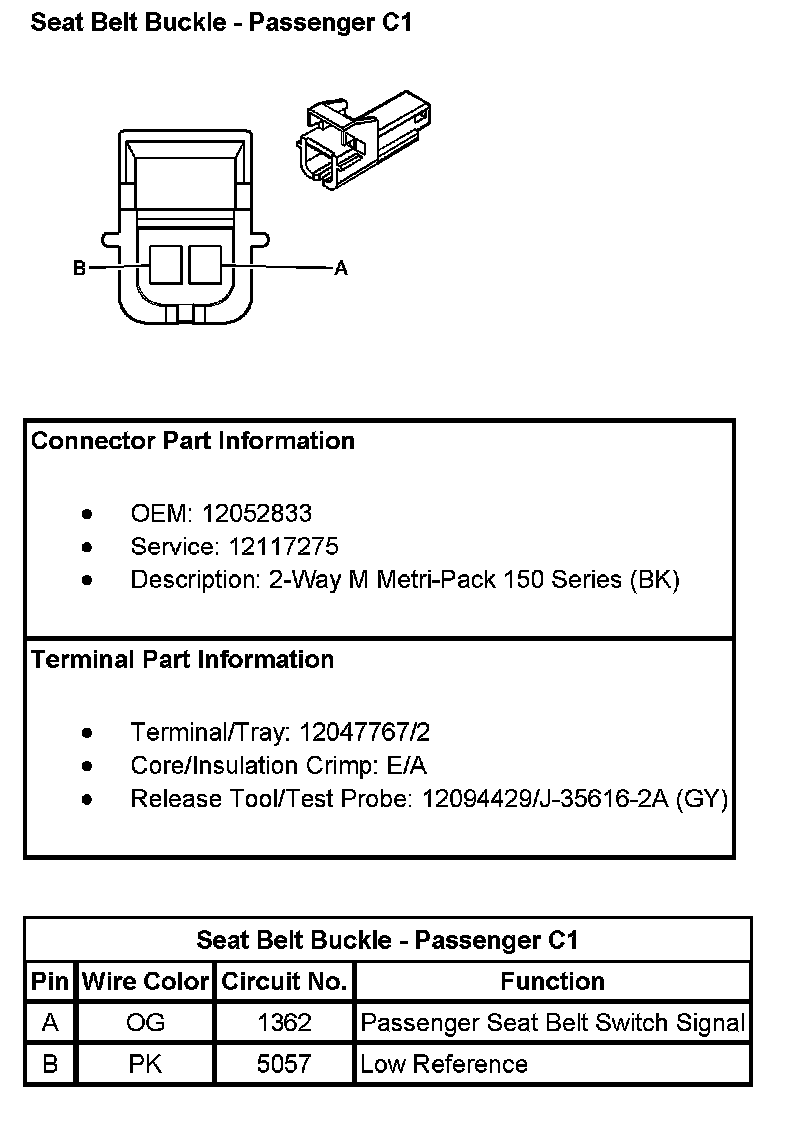 Seat Belt Buckle - Passenger C1
B A
Connector Part Information
• OEM: 12052833
• Service: 12117275
• Description: 2-Way M Metri-Pack 150 Series (BK)
Terminal Part Information
• Terminal/Tray: 12047767/2
• Core/Insulation Crimp: E/A
• Release Tool/Test Probe: 12094429/J-35616-2A (GY)
Seat Belt Buckle - Passenger C1
Pin Wire Color Circuit No. Function
A OG 1362 Passenger Seat Belt Switch Signal
B PK 5057 Low Reference